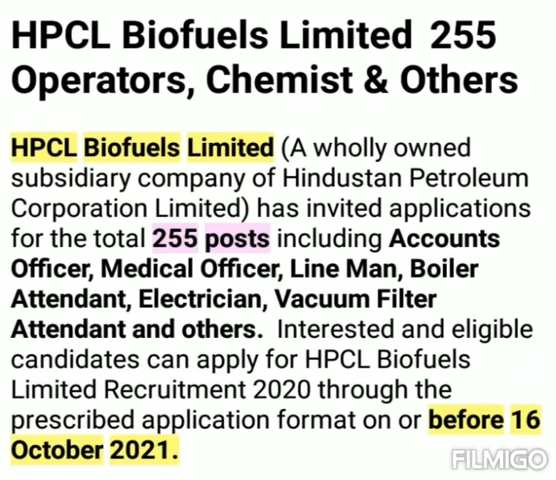 HPCL Biofuels Limited 255
Operators, Chemist & Others
HPCL Biofuels Limited (A wholly owned
subsidiary company of Hindustan Petroleum
Corporation Limited) has invited applications
for the total 255 posts including Accounts
Officer, Medical Officer, Line Man, Boiler
Attendant, Electrician, Vacuum Filter
Attendant and others. Interested and eligible
candidates can apply for HPCL Biofuels
Limited Recruitment 2020 through the
prescribed application format on or before 16
October 2021.
FILMIGO